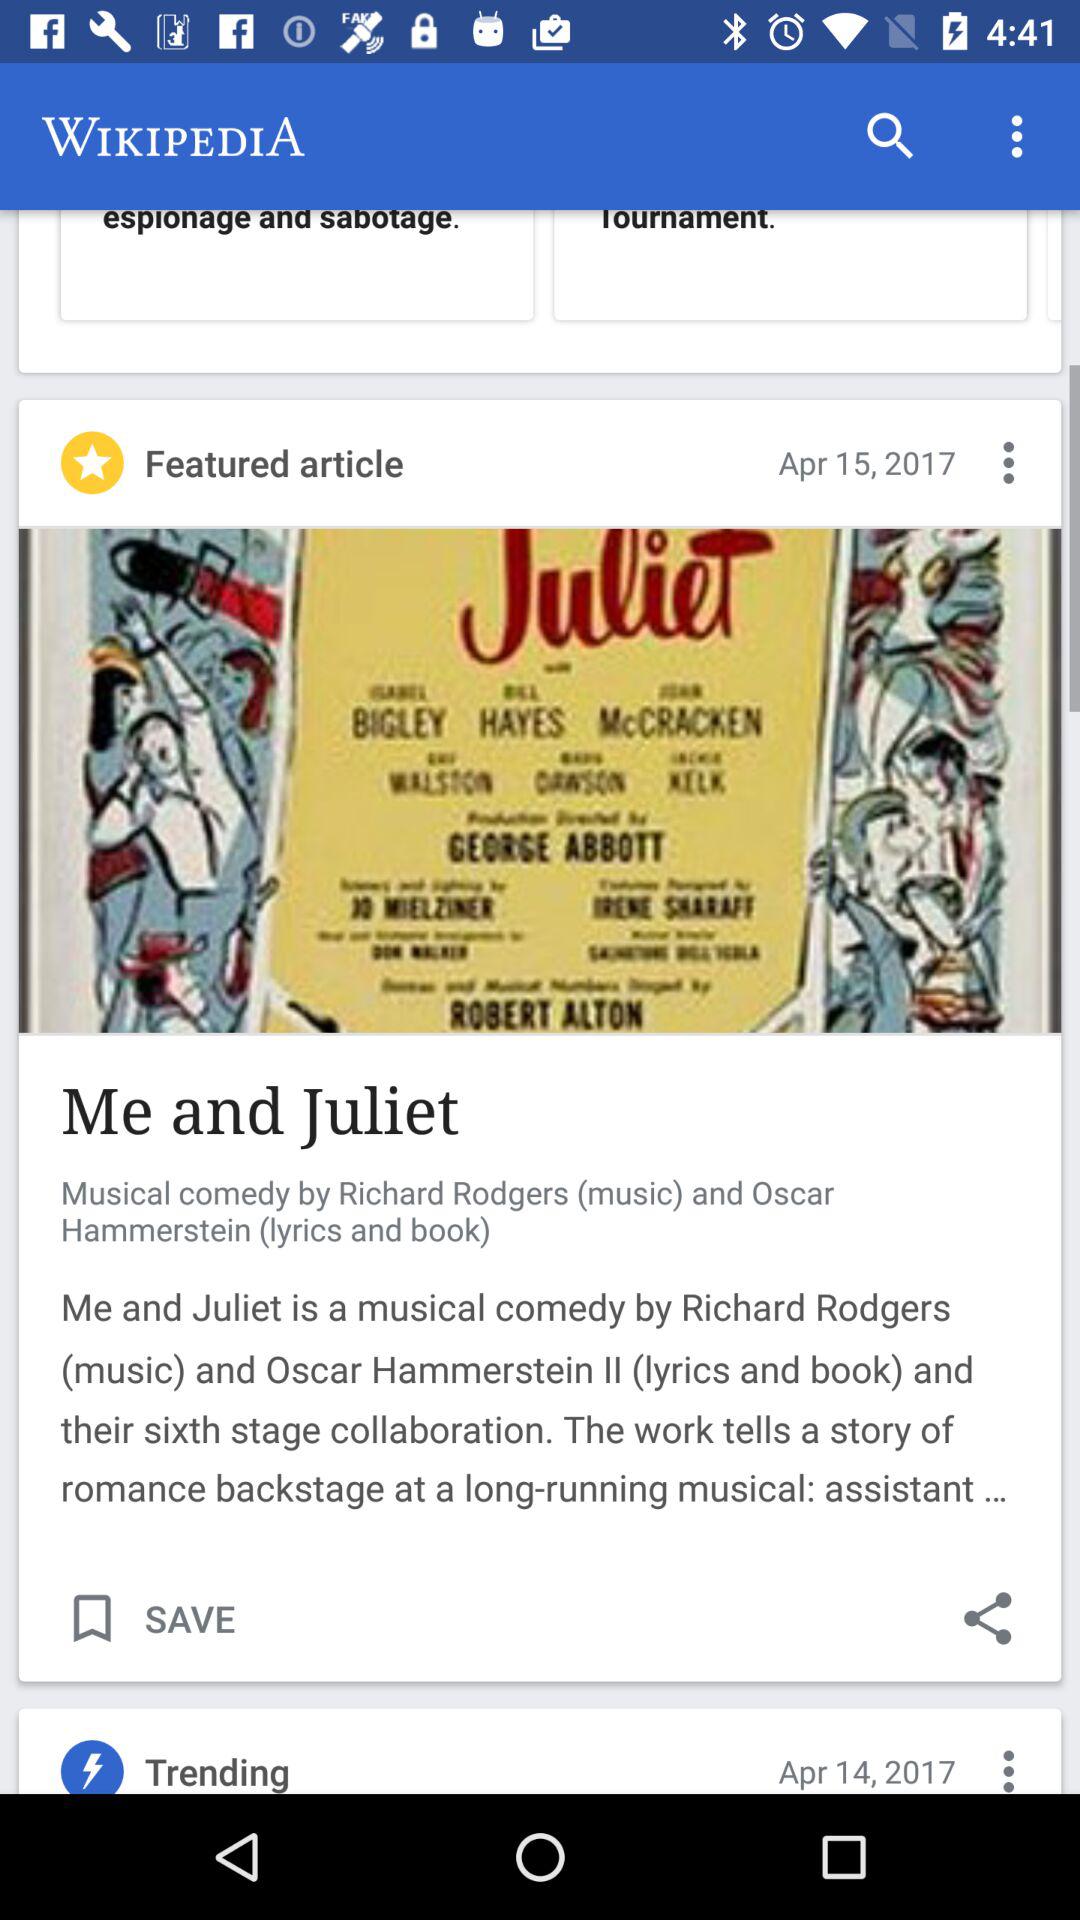 4:41
WIKIPEDIA
espionage and sabotage.
Tournament.
Featured article
Apr 15, 2017
Juliet
ISABEL BILL JOAN
BIGLEY HAYES McCRACKEN
RAY MARK JACKIE
WALSTON DAWSON KELK
Production Directed by
GEORGE ABBOTT
Scenery and Lighting by Costumes Designed by
JO MIELZINER IRENE SHARAFF
DON WALKER SALVATORE DELL'ISOLA
Dances and Musical Numbers Staged by
ROBERT ALTON
Me and Juliet
Musical comedy by Richard Rodgers (music) and Oscar
Hammerstein (lyrics and book)
Me and Juliet is a musical comedy by Richard Rodgers
(music) and Oscar Hammerstein II (lyrics and book) and
their sixth stage collaboration. The work tells a story of
romance backstage at a long-running musical: assistant ...
SAVE
Trending
Apr 14, 2017